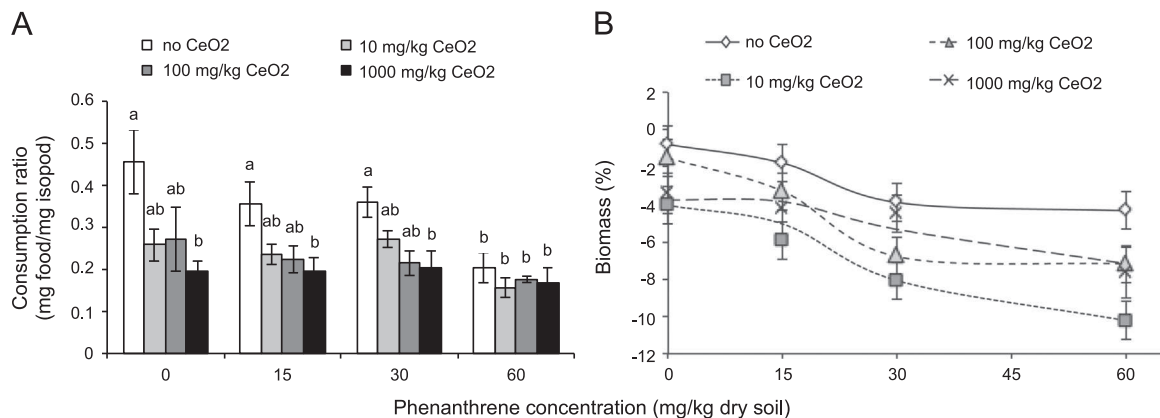 A
no CeO2
10 mg/kg CeO2
100 mg/kg CeO2
1000 mg/kg CeO2
Consumption ratio
(mg food/mg isopod)
0.6
0.5
0.4
0.3
0.2
0.1
0
a
ab
ab
b
a
ab
ab
b
a
ab
b
b
b
b
b
b
0
15
30
60
B
no CeO2
100 mg/kg CeO2
10 mg/kg CeO2
1000 mg/kg CeO2
Biomass (%)
2
0
-2
-4
-6
-8
-10
-12
0
15
30
45
60
Phenanthrene concentration (mg/kg dry soil)